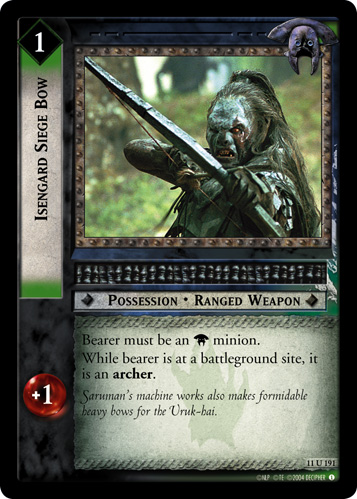 1
Isengard Siege Bow
Possession • Ranged Weapon
Bearer must be an minion.
While bearer is at a battleground site, it
is an archer.
Saruman's machine works also makes formidable
heavy bows for the Uruk-hai.
+1
11 U 191
©NLP ©TE ©2004 DECIPHER